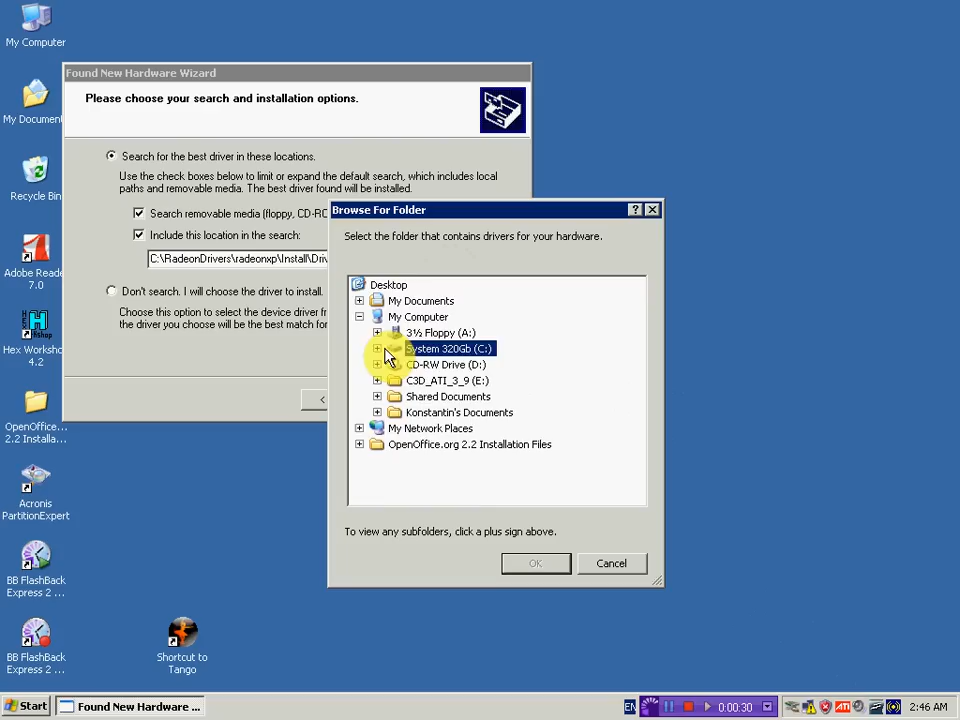 My Computer
My Documen
Recycle Bin
Adobe Reade
7.0
Hex Worksho
4.2
OpenOffice...
2.2 Installa...
Acronis
PartitionExpert
BB FlashBack
Express 2 ...
BB FlashBack
Express 2 ...
Shortcut to
Tango
Found New Hardware Wizard
Please choose your search and installation options.
Search for the best driver in these locations.
Use the check boxes below to limit or expand the default search, which includes local
paths and removable media. The best driver found will be installed.
Search removable media (floppy, CD-RO
Include this location in the search:
C:\RadeonDrivers\radeonxp\Install\Driv
Don't search. I will choose the driver to install.
Choose this option to select the device driver fr
the driver you choose will be the best match for
<
Browse For Folder
Select the folder that contains drivers for your hardware.
Desktop
My Documents
My Computer
3½ Floppy (A:)
System 320Gb (C:)
CD-RW Drive (D:)
C3D_ATI_3_9 (E:)
Shared Documents
Konstantin's Documents
My Network Places
OpenOffice.org 2.2 Installation Files
To view any subfolders, click a plus sign above.
OK
Cancel
Start
Found New Hardware ...
EN
0:00:30
ATI
2:46 AM